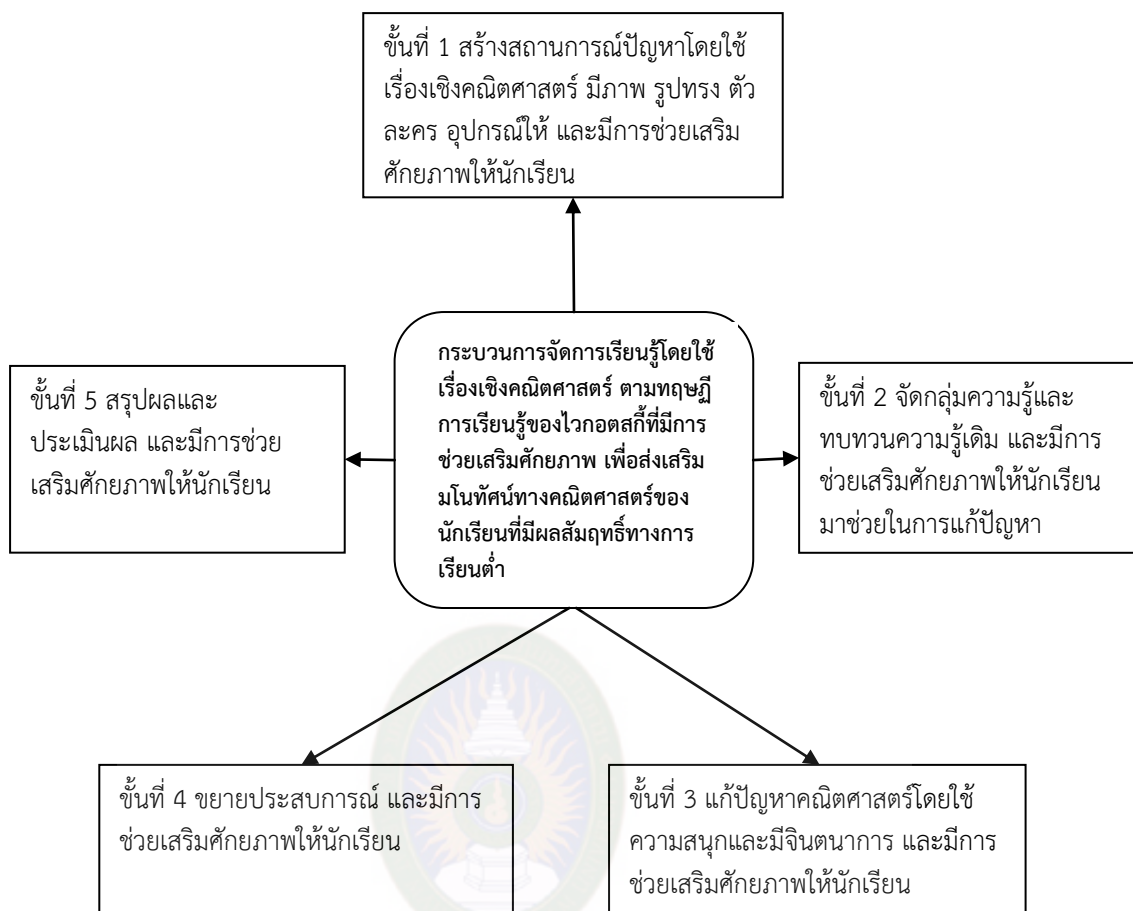 ขั้นที่ 1 สร้างสถานการณ์ปัญหาโดยใช้
เรื่องเชิงคณิตศาสตร์ มีภาพ รูปทรง ตัว
ละคร อุปกรณ์ให้ และมีการช่วยเสริม
ศักยภาพให้นักเรียน
กระบวนการจัดการเรียนรู้โดยใช้
เรื่องเชิงคณิตศาสตร์ ตามทฤษฎี
การเรียนรู้ของไวกอตสกี้ที่มีการ
ช่วยเสริมศักยภาพ เพื่อส่งเสริม
มโนทัศน์ทางคณิตศาสตร์ของ
นักเรียนที่มีผลสัมฤทธิ์ทางการ
เรียนต่ำ
ขั้นที่ 2 จัดกลุ่มความรู้และ
ทบทวนความรู้เดิม และมีการ
ช่วยเสริมศักยภาพให้นักเรียน
มาช่วยในการแก้ปัญหา
ขั้นที่ 3 แก้ปัญหาคณิตศาสตร์โดยใช้
ความสนุกและมีจินตนาการ และมีการ
ช่วยเสริมศักยภาพให้นักเรียน
ขั้นที่ 4 ขยายประสบการณ์ และมีการ
ช่วยเสริมศักยภาพให้นักเรียน
ขั้นที่ 5 สรุปผลและ
ประเมินผล และมีการช่วย
เสริมศักยภาพให้นักเรียน